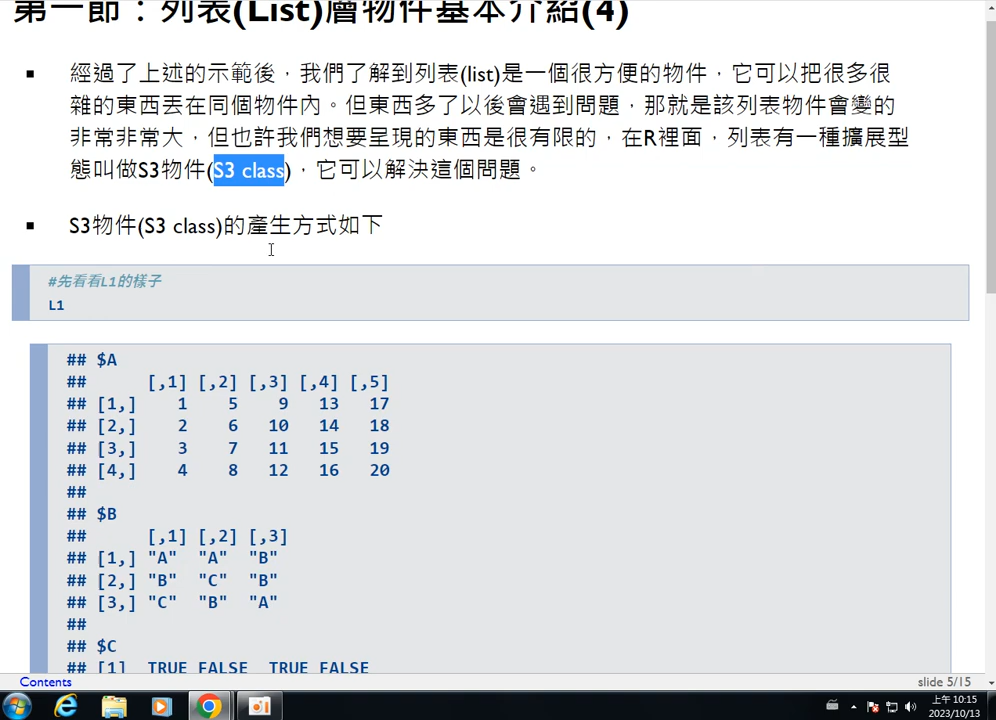 第一節：列表(List)層物件基本介紹(4)
▪ 經過了上述的示範後，我們了解到列表(list)是一個很方便的物件，它可以把很多很
雜的東西丟在同個物件內。但東西多了以後會遇到問題，那就是該列表物件會變的
非常非常大，但也許我們想要呈現的東西是很有限的，在R裡面，列表有一種擴展型
態叫做S3物件(S3 class)，它可以解決這個問題。
▪ S3物件(S3 class)的產生方式如下
#先看看L1的樣子
L1
## $A
##      [,1] [,2] [,3] [,4] [,5]
## [1,]    1    5    9   13   17
## [2,]    2    6   10   14   18
## [3,]    3    7   11   15   19
## [4,]    4    8   12   16   20
##
## $B
##      [,1] [,2] [,3]
## [1,] "A"  "A"  "B"
## [2,] "B"  "C"  "B"
## [3,] "C"  "B"  "A"
##
## $C
## [1]  TRUE FALSE  TRUE FALSE
Contents
slide 5/15
上午 10:15
2023/10/13